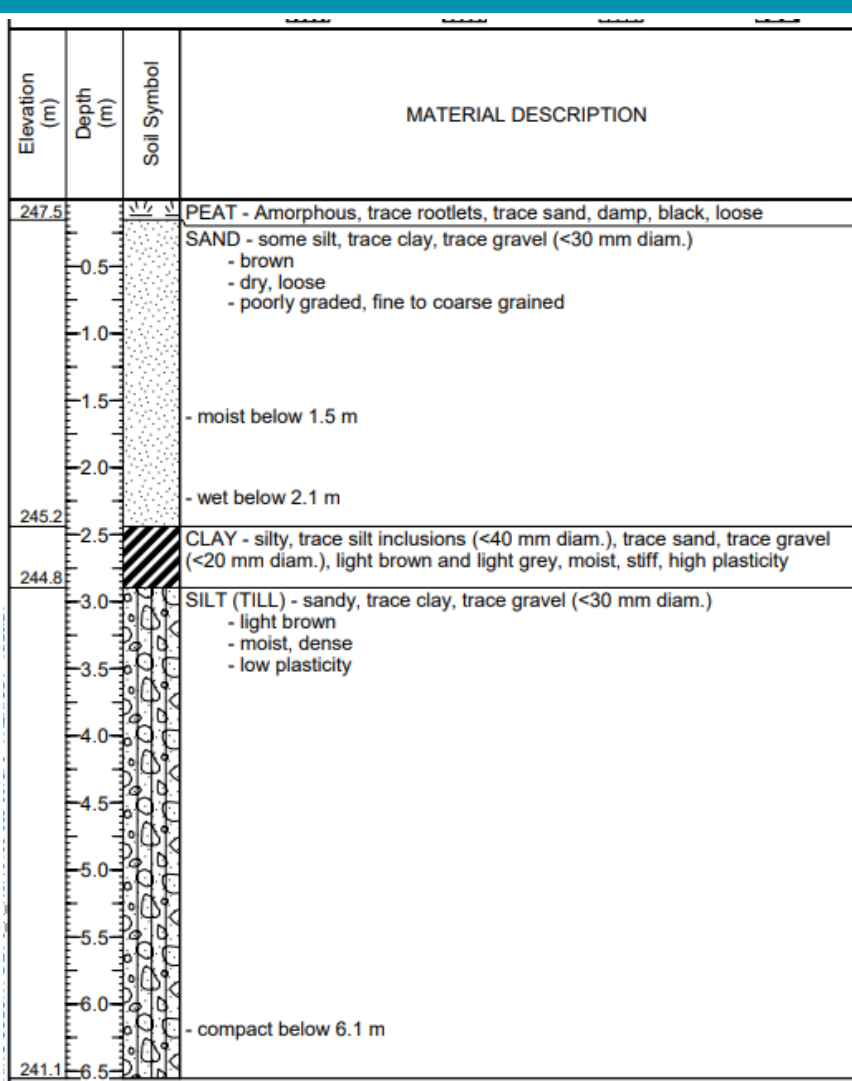 Elevation
(m)
Depth
(m)
Soil Symbol
MATERIAL DESCRIPTION
247.5
PEAT - Amorphous, trace rootlets, trace sand, damp, black, loose
SAND - some silt, trace clay, trace gravel (<30 mm diam.)
- brown
0.5
- dry, loose
- poorly graded, fine to coarse grained
1.0
1.5
- moist below 1.5 m
2.0
- wet below 2.1 m
245.2
2.5
CLAY - silty, trace silt inclusions (<40 mm diam.), trace sand, trace gravel
(<20 mm diam.), light brown and light grey, moist, stiff, high plasticity
244.8
3.0
SILT (TILL) - sandy, trace clay, trace gravel (<30 mm diam.)
- light brown
- moist, dense
- low plasticity
3.5
4.0
4.5
5.0
5.5
6.0
- compact below 6.1 m
241.1
6.5